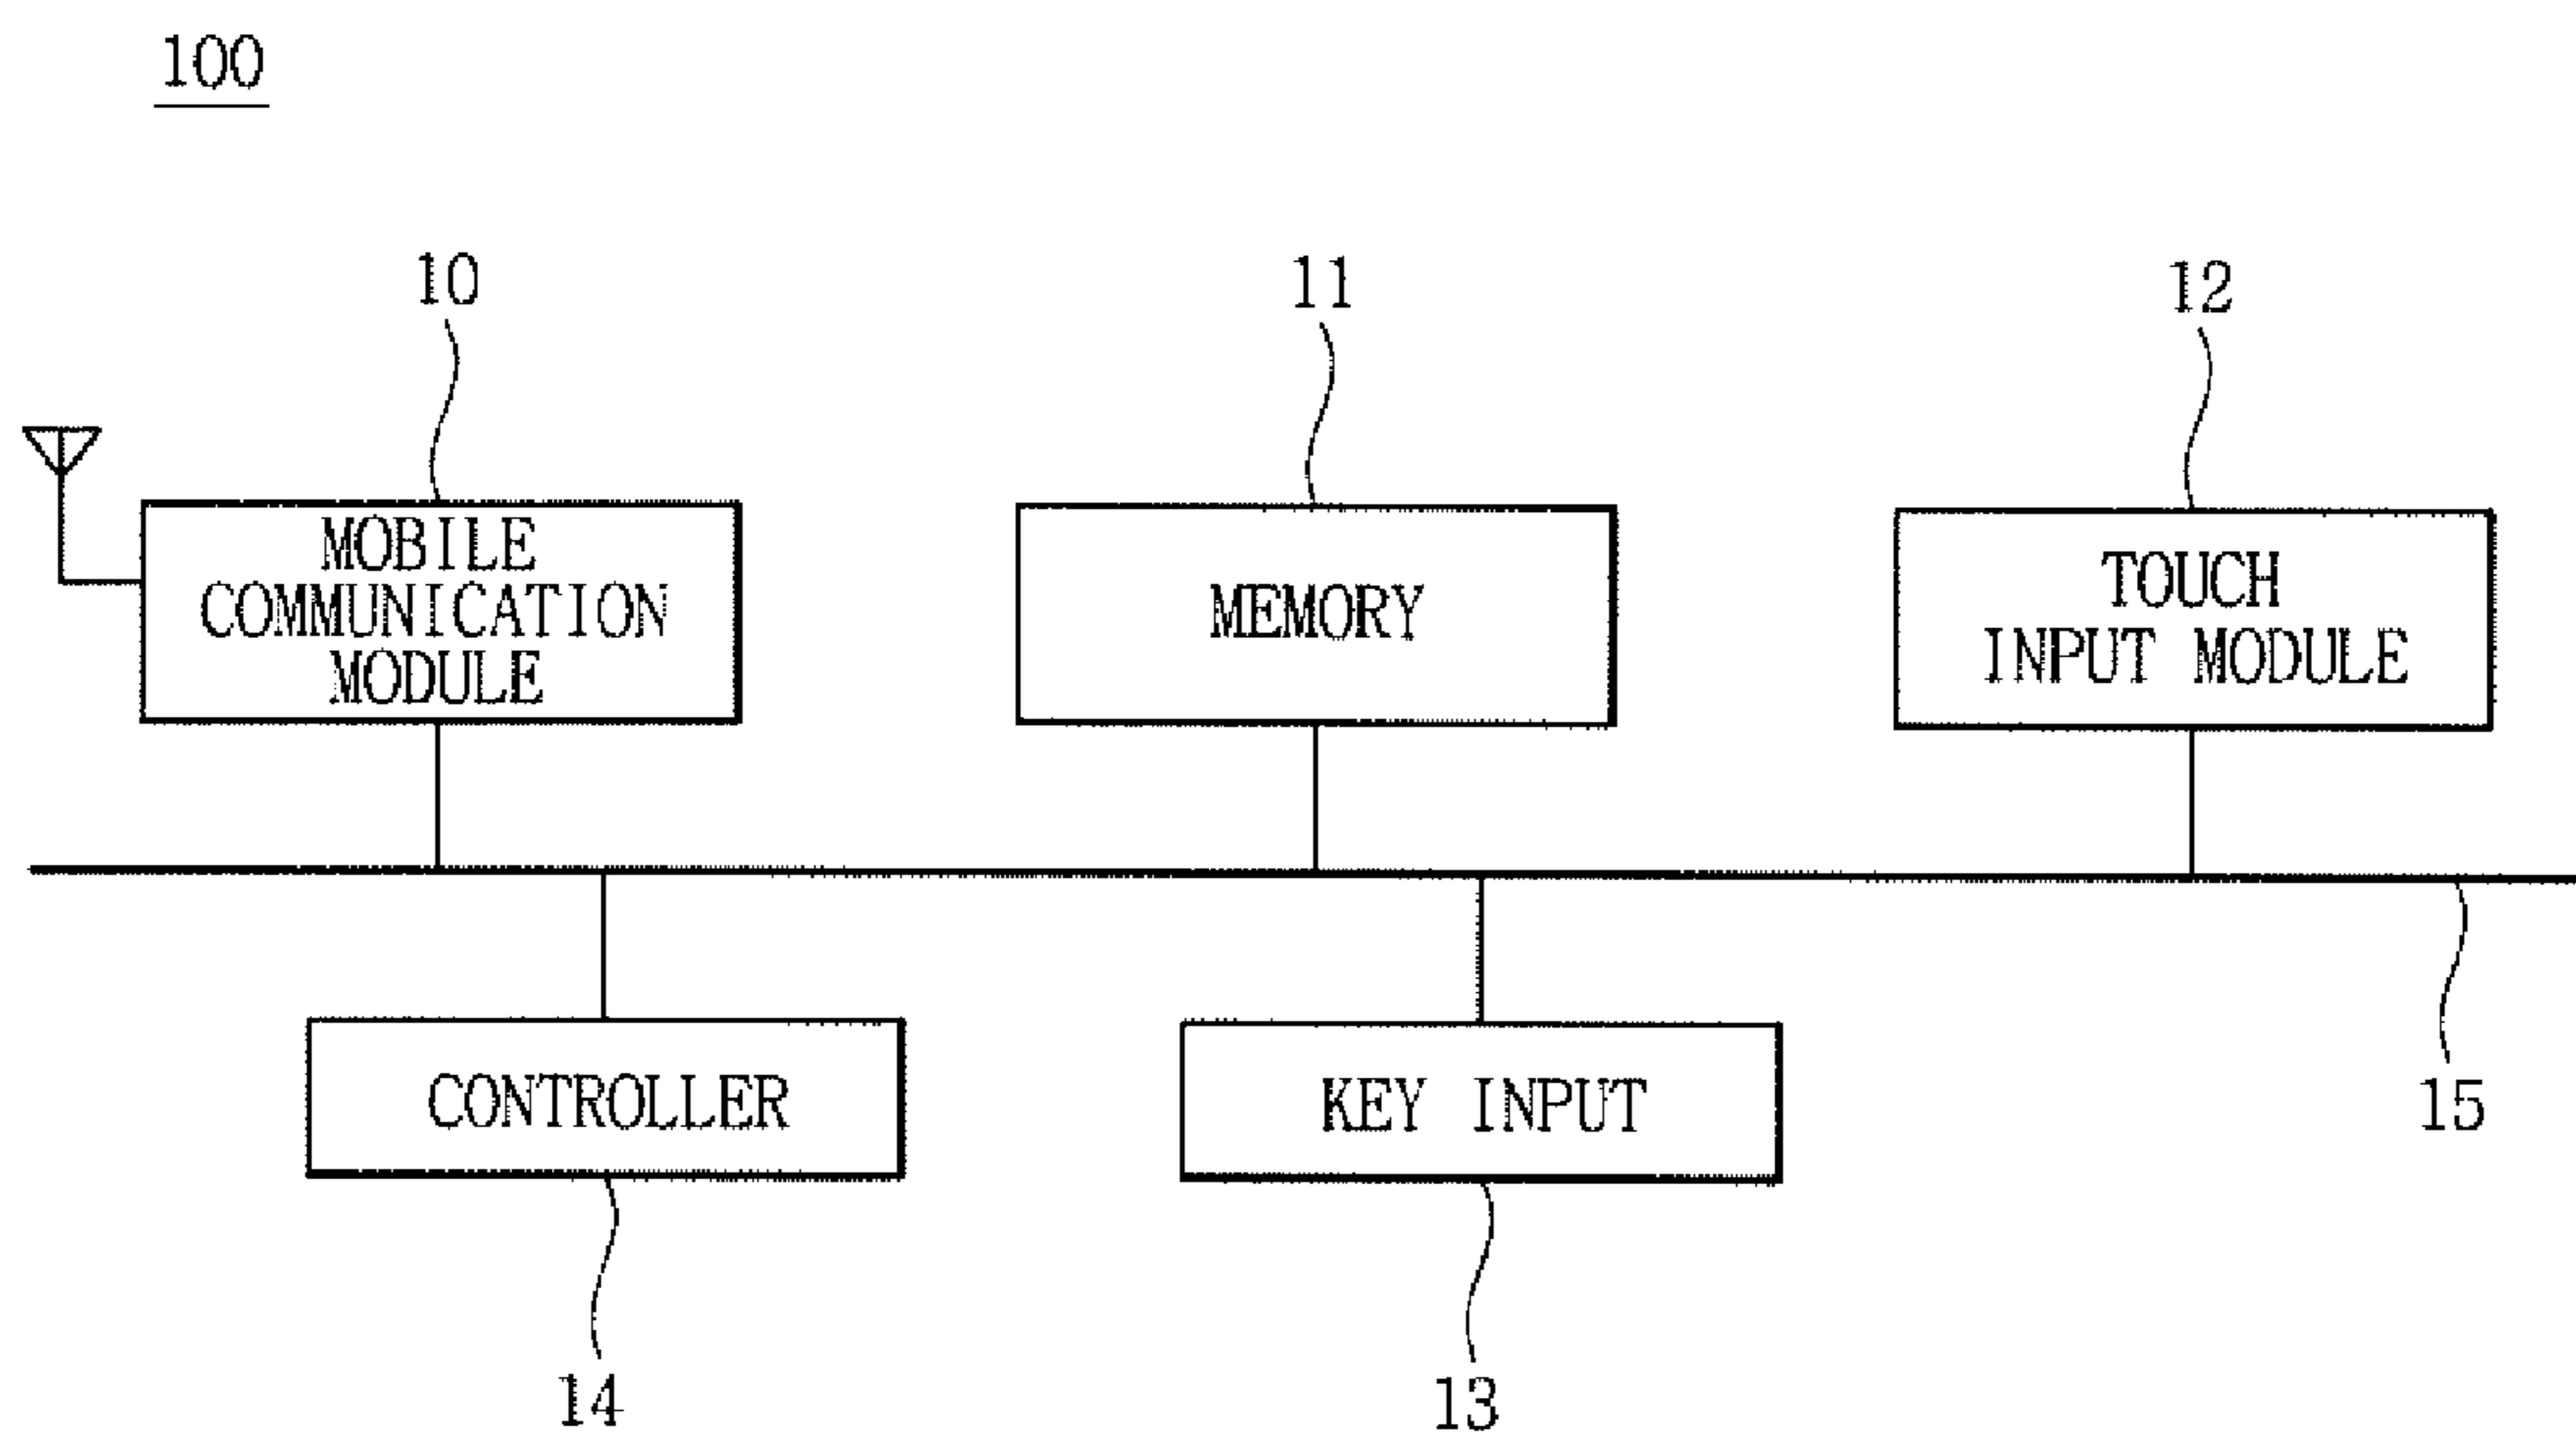 100
10
11
12
MOBILE
COMMUNICATION
MODULE
MEMORY
TOUCH
INPUT MODULE
CONTROLLER
KEY INPUT
15
14
13